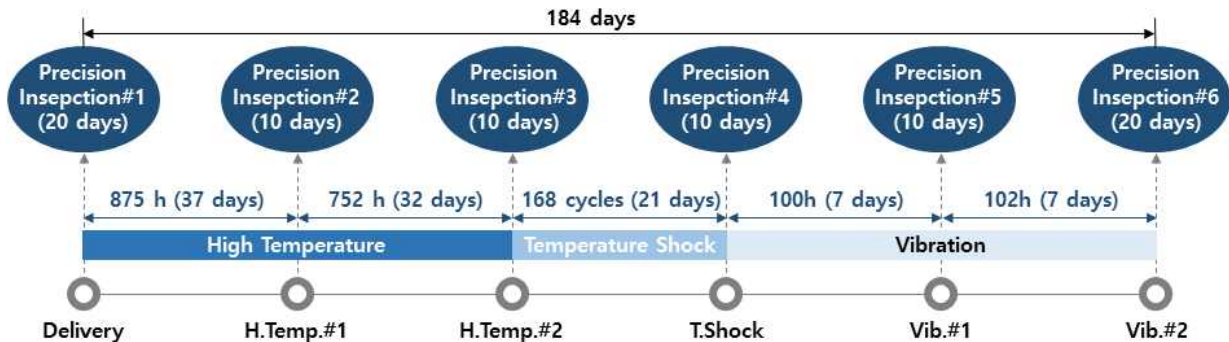 184 days
Precision
Insepction#1
(20 days)
Precision
Insepction#2
(10 days)
Precision
Insepction#3
(10 days)
Precision
Insepction#4
(10 days)
Precision
Insepction#5
(10 days)
Precision
Insepction#6
(20 days)
875 h (37 days)
752 h (32 days)
168 cycles (21 days)
100h (7 days)
102h (7 days)
High Temperature
Temperature Shock
Vibration
Delivery
H.Temp.#1
H.Temp.#2
T.Shock
Vib.#1
Vib.#2